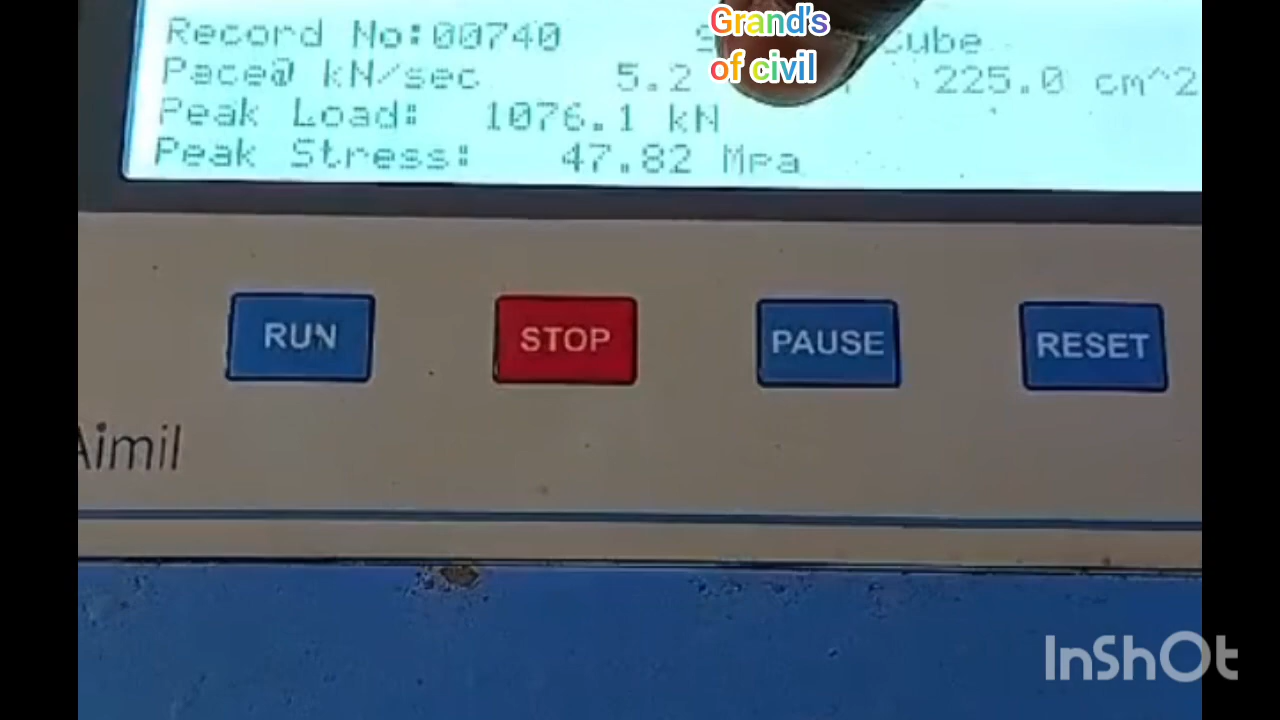 Grand's
of civil
Record No:00740 cube
Pace@ kN/sec 5.2 225.0 cm^2
Peak Load: 1076.1 kN
Peak Stress: 47.82 Mpa
RUN STOP PAUSE RESET
Aimil
InShOt